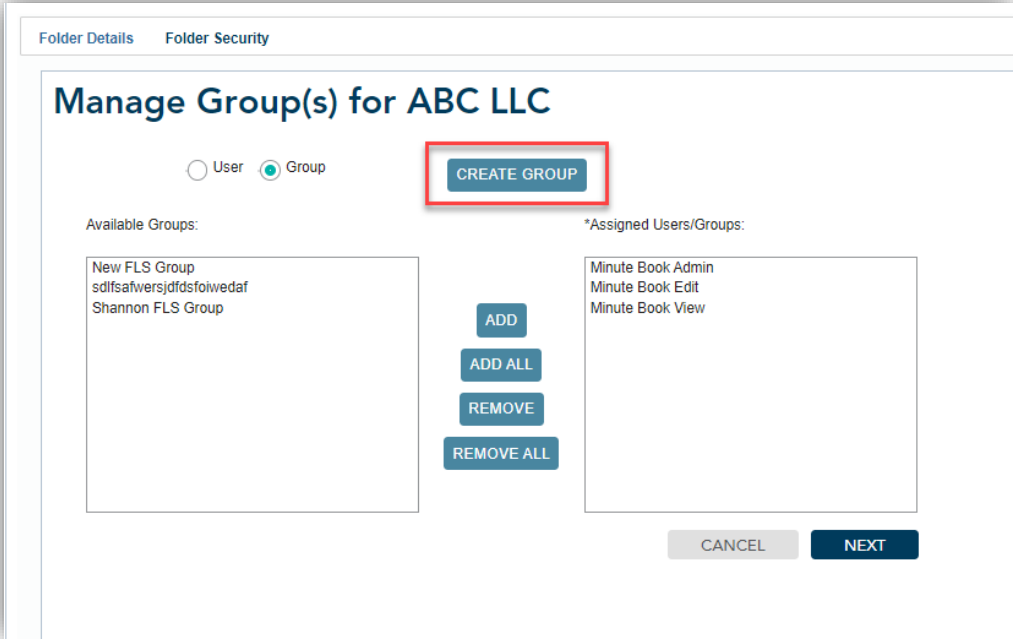 Folder Details Folder Security
Manage Group(s) for ABC LLC
User Group CREATE GROUP
Available Groups: *Assigned Users/Groups:
New FLS Group
sdlfsafwersjdfdsfoiwedaf
Shannon FLS Group
ADD
ADD ALL
REMOVE
REMOVE ALL
Minute Book Admin
Minute Book Edit
Minute Book View
CANCEL NEXT